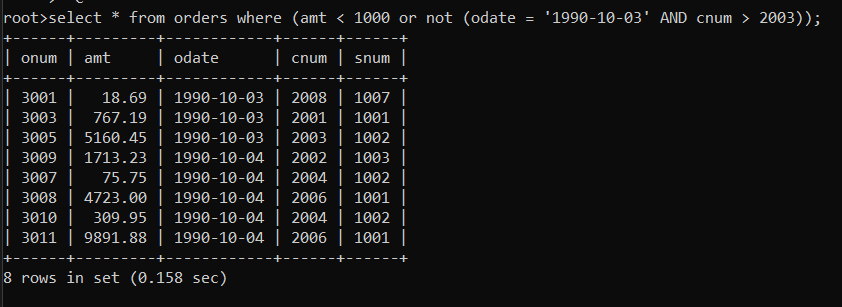 root>select * from orders where (amt < 1000 or not (odate = '1990-10-03' AND cnum > 2003));
+------+---------+------------+------+------+
| onum | amt     | odate      | cnum | snum |
+------+---------+------------+------+------+
| 3001 |   18.69 | 1990-10-03 | 2008 | 1007 |
| 3003 |  767.19 | 1990-10-03 | 2001 | 1001 |
| 3005 | 5160.45 | 1990-10-03 | 2003 | 1002 |
| 3009 | 1713.23 | 1990-10-04 | 2002 | 1003 |
| 3007 |   75.75 | 1990-10-04 | 2004 | 1002 |
| 3008 | 4723.00 | 1990-10-04 | 2006 | 1001 |
| 3010 |  309.95 | 1990-10-04 | 2004 | 1002 |
| 3011 | 9891.88 | 1990-10-04 | 2006 | 1001 |
+------+---------+------------+------+------+
8 rows in set (0.158 sec)